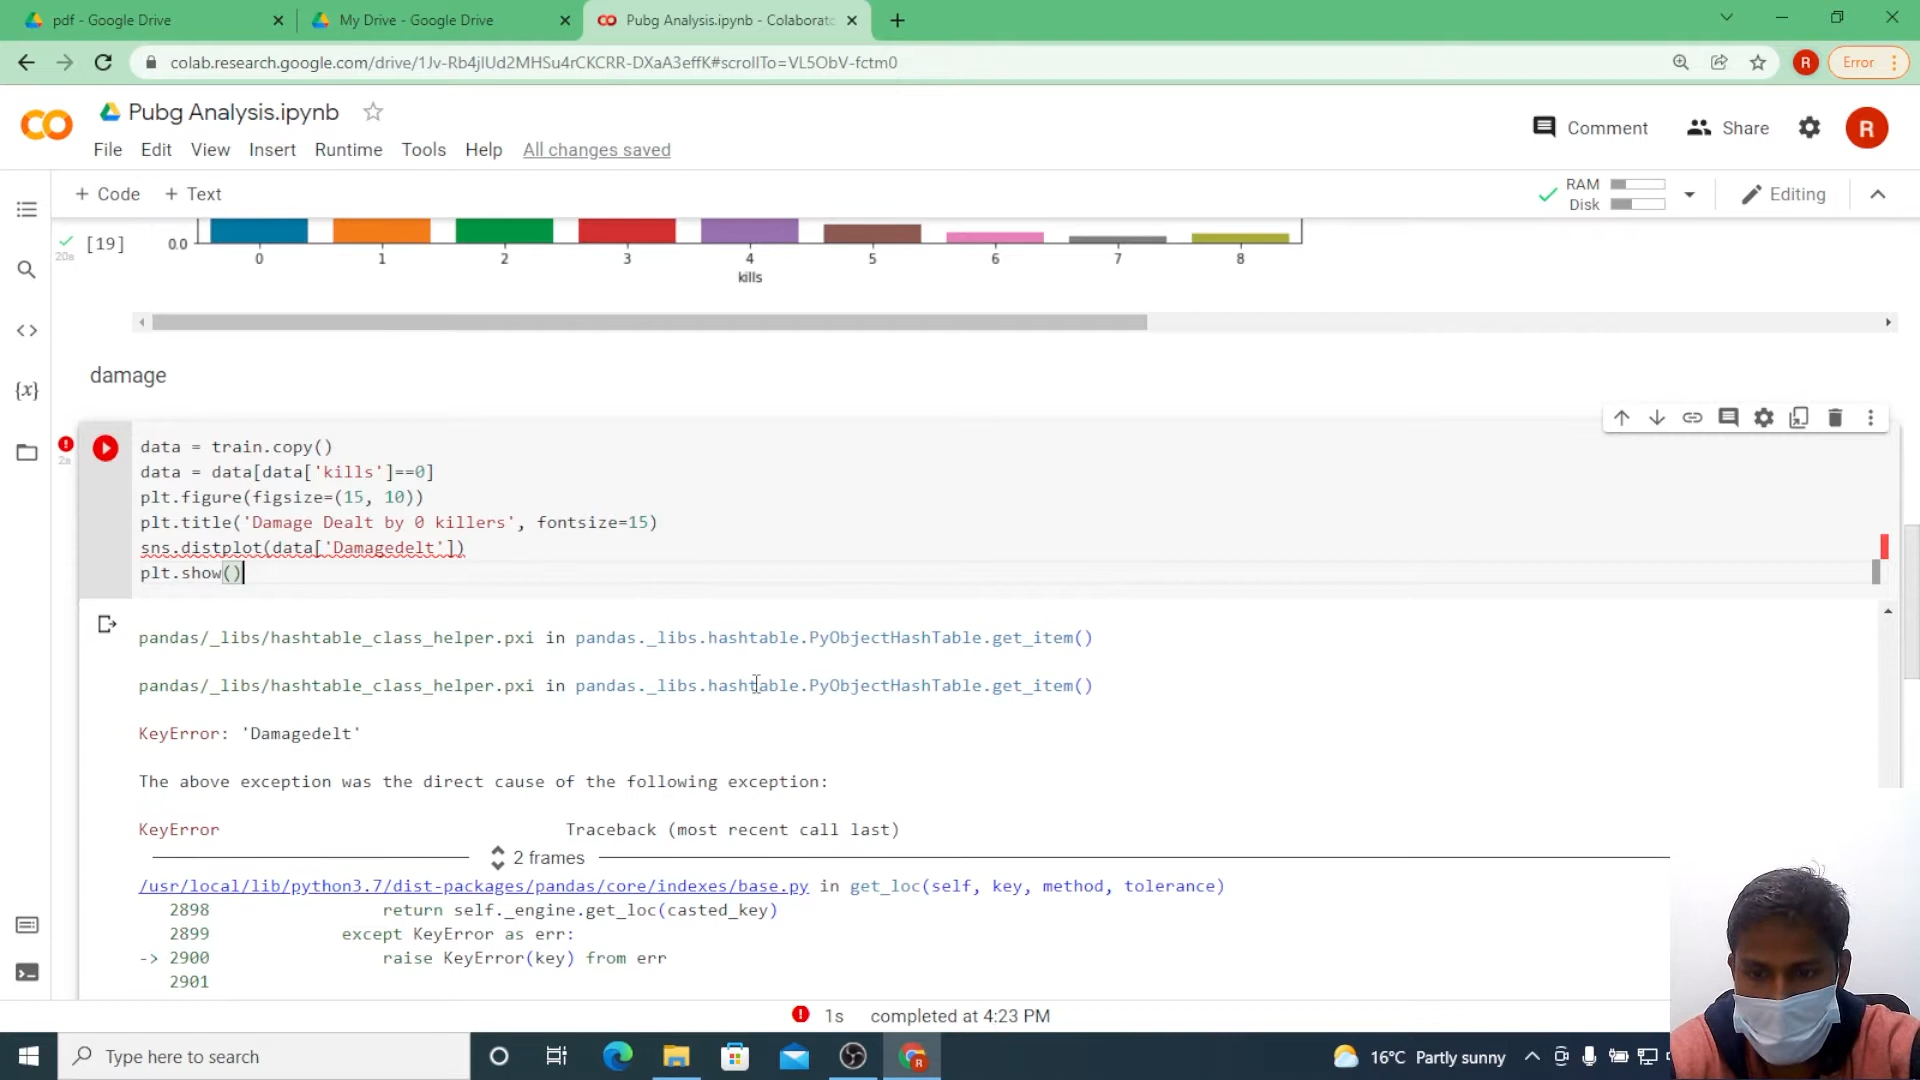 pdf - Google Drive
My Drive - Google Drive
Pubg Analysis.ipynb - Colaborato
colab.research.google.com/drive/1Jv-Rb4jlUd2MHSu4rCKCRR-DXaA3effK#scrollTo=VL5ObV-fctm0
R
Error
Pubg Analysis.ipynb
File Edit View Insert Runtime Tools Help All changes saved
Comment Share R
+ Code + Text
RAM
Disk
Editing
20s
[19]
0.0
0 1 2 3 4 5 6 7 8
kills
damage
2s
data = train.copy()
data = data[data['kills']==0]
plt.figure(figsize=(15, 10))
plt.title('Damage Dealt by 0 killers', fontsize=15)
sns.distplot(data['Damagedelt'])
plt.show()
pandas/_libs/hashtable_class_helper.pxi in pandas._libs.hashtable.PyObjectHashTable.get_item()
pandas/_libs/hashtable_class_helper.pxi in pandas._libs.hashtable.PyObjectHashTable.get_item()
KeyError: 'Damagedelt'
The above exception was the direct cause of the following exception:
KeyError Traceback (most recent call last)
2 frames
/usr/local/lib/python3.7/dist-packages/pandas/core/indexes/base.py in get_loc(self, key, method, tolerance)
2898 return self._engine.get_loc(casted_key)
2899 except KeyError as err:
-> 2900 raise KeyError(key) from err
2901
1s completed at 4:23 PM
Type here to search
16°C Partly sunny